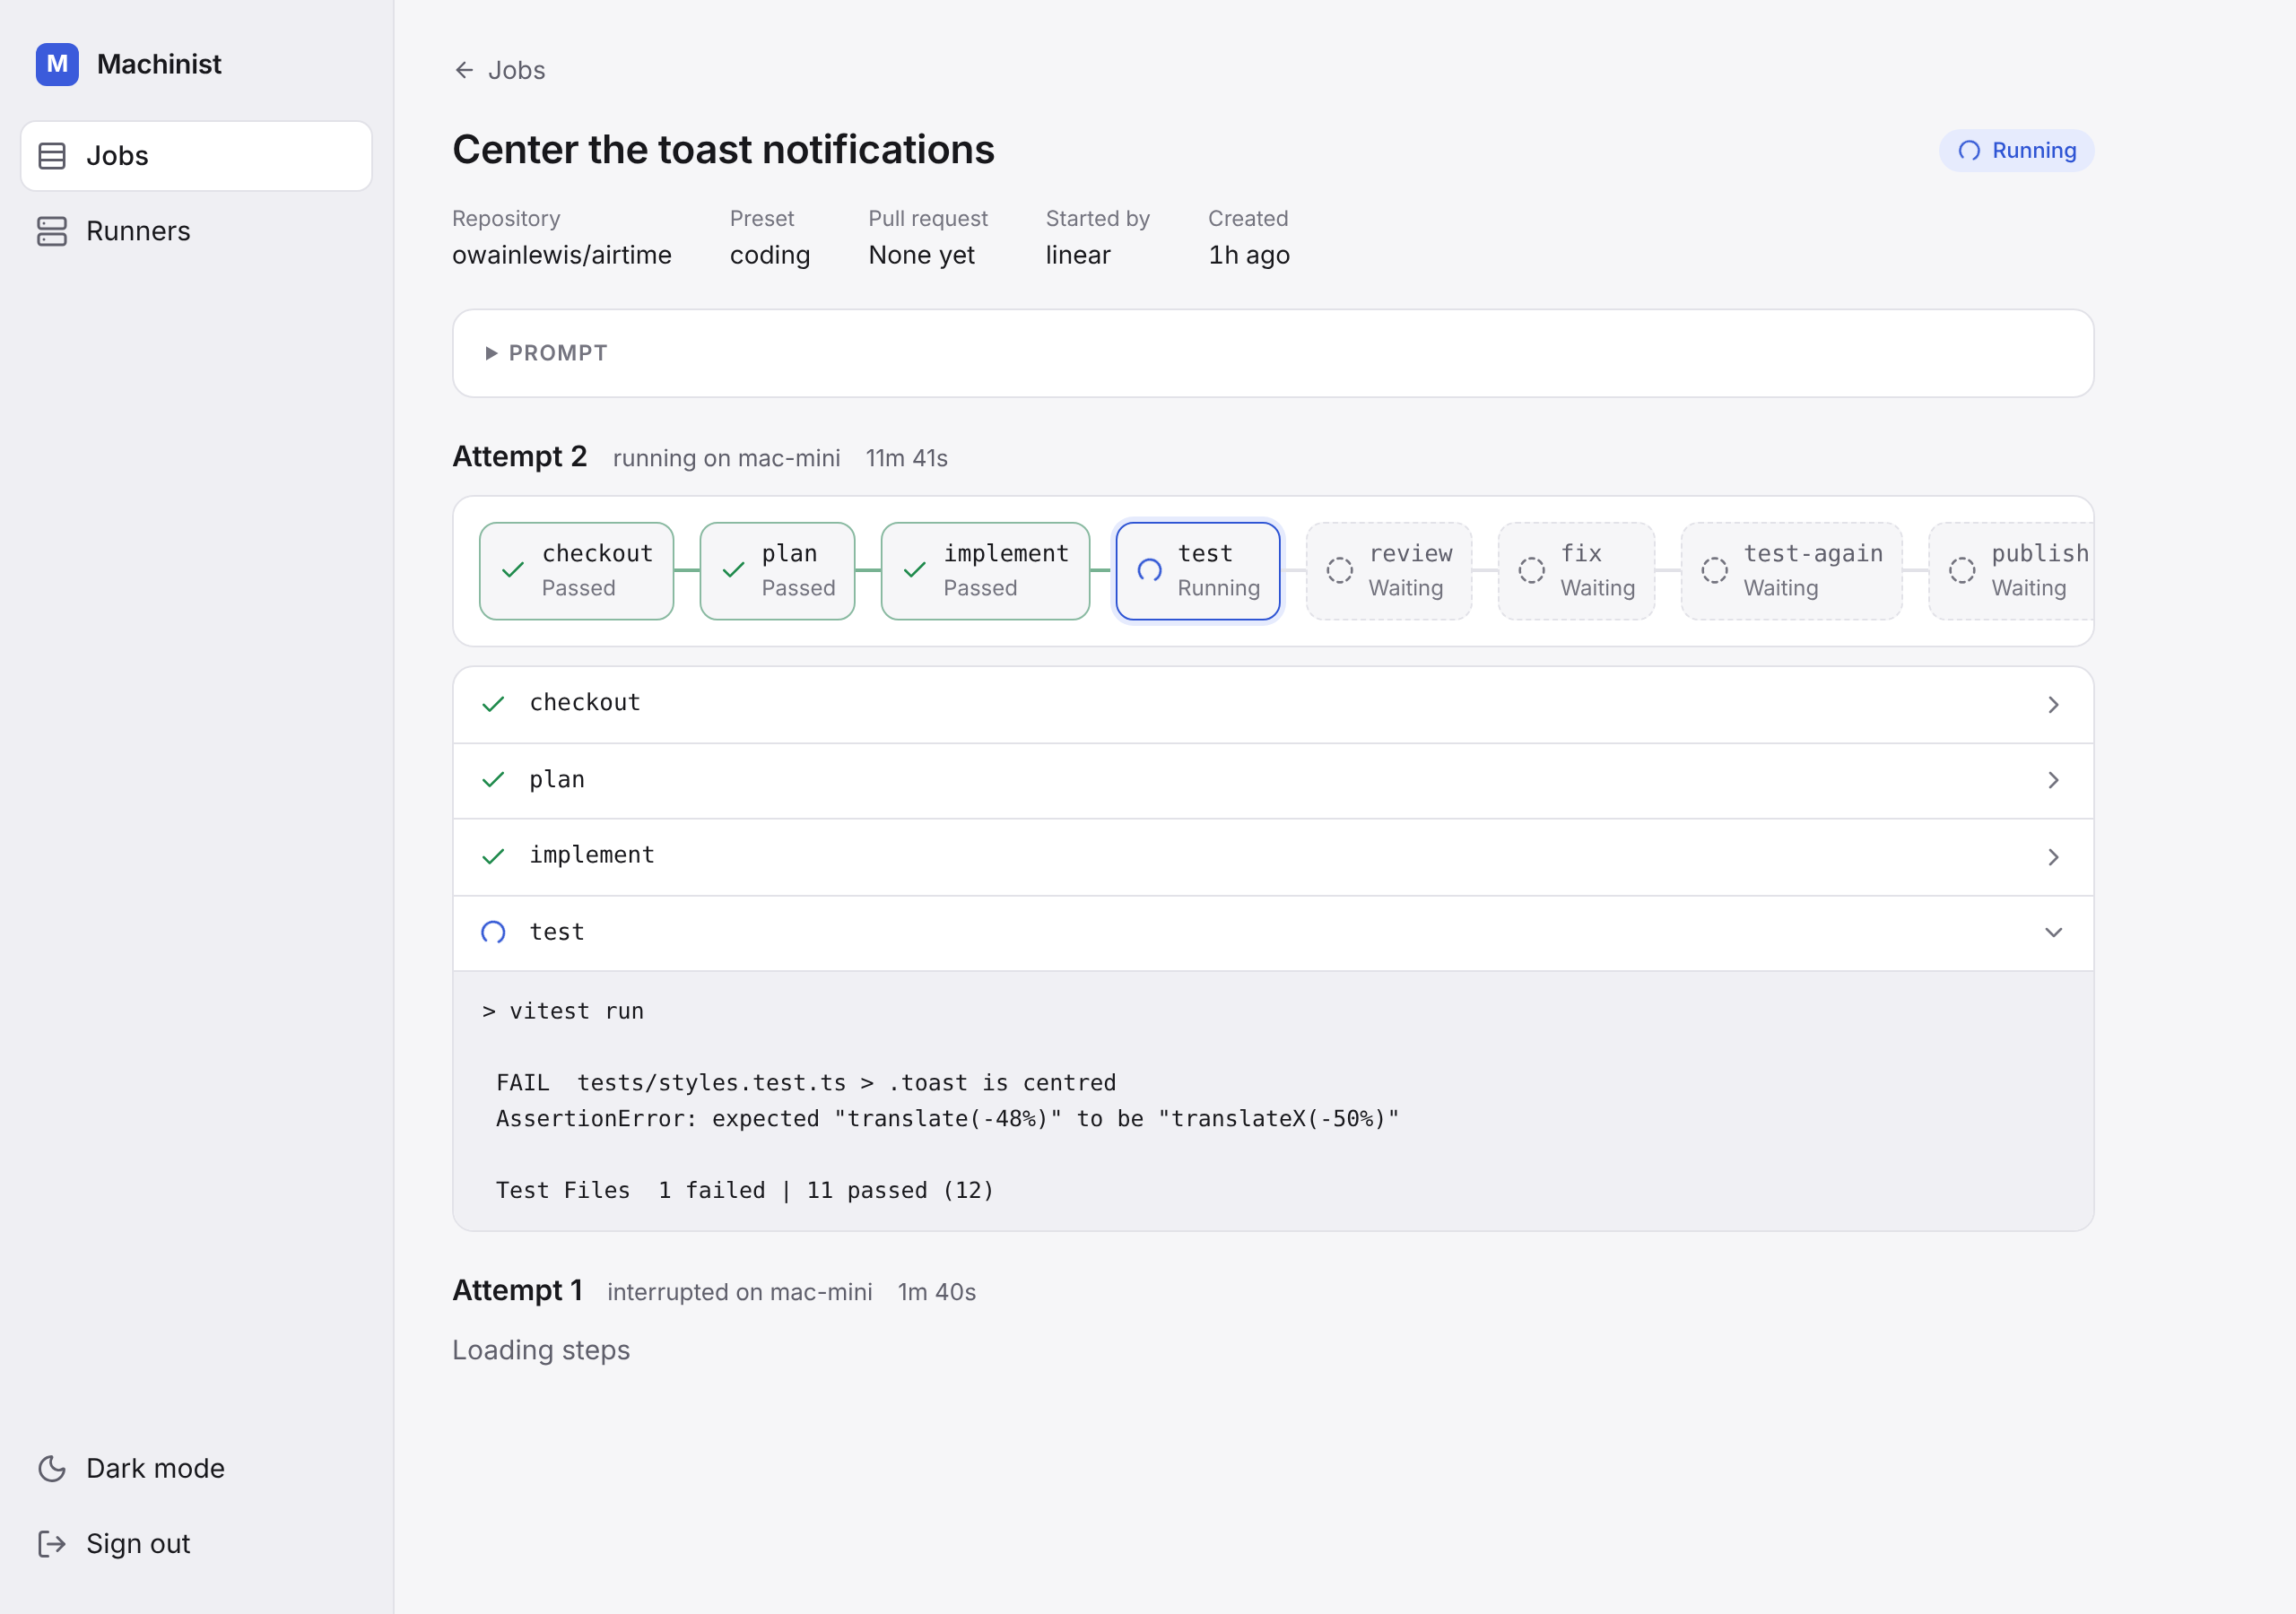 M Machinist
Jobs
Runners
Dark mode
Sign out
← Jobs
Center the toast notifications
Running
Repository Preset Pull request Started by Created
owainlewis/airtime coding None yet linear 1h ago
PROMPT
Attempt 2 running on mac-mini 11m 41s
checkout plan implement test review fix test-again publish
Passed Passed Passed Running Waiting Waiting Waiting Waiting
checkout
plan
implement
test
> vitest run
FAIL  tests/styles.test.ts > .toast is centred
AssertionError: expected "translate(-48%)" to be "translateX(-50%)"
Test Files  1 failed | 11 passed (12)
Attempt 1 interrupted on mac-mini 1m 40s
Loading steps